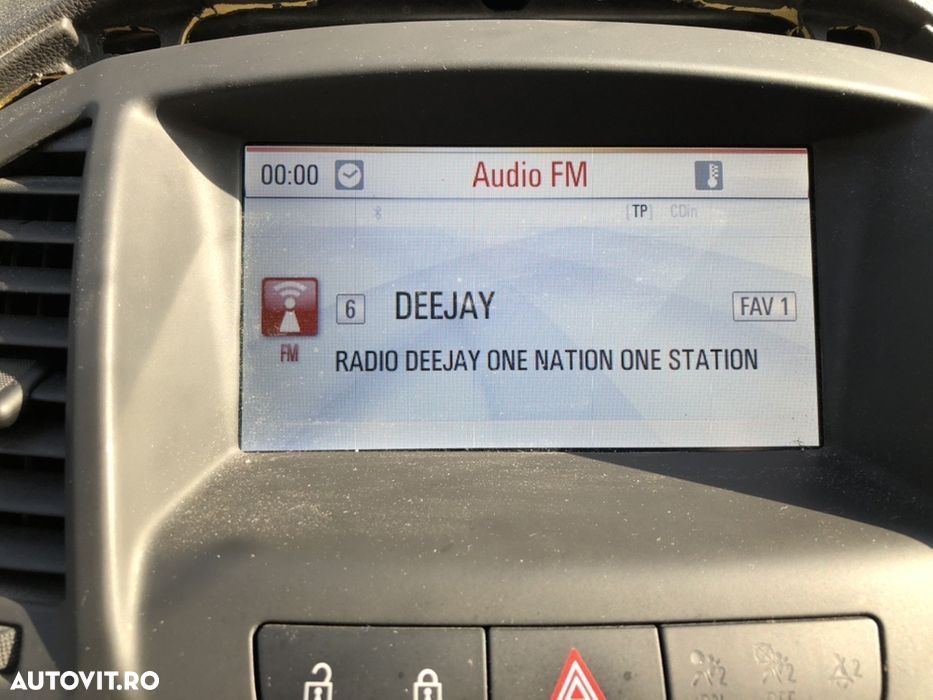 00:00 Audio FM
[TP] CDin
6 DEEJAY FAV 1
FM
RADIO DEEJAY ONE NATION ONE STATION
AUTOVIT.RO